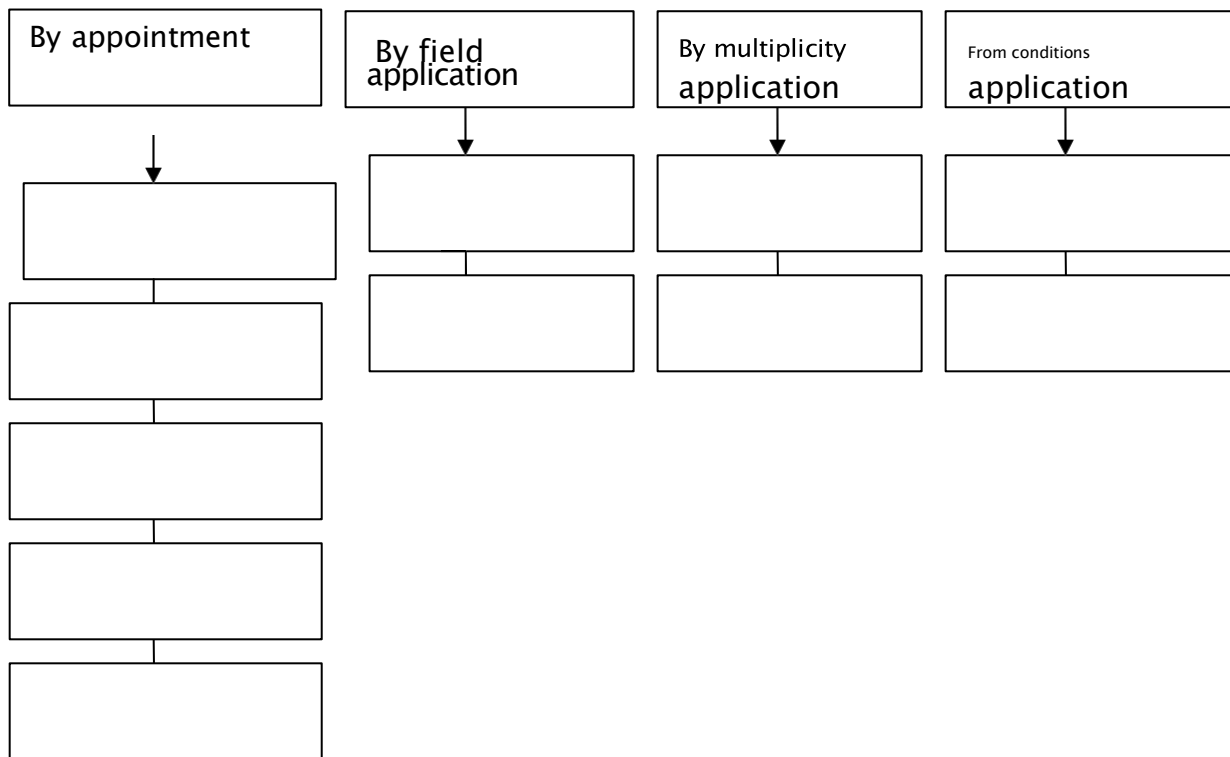 By appointment
By field
application
By multiplicity
application
From conditions
application